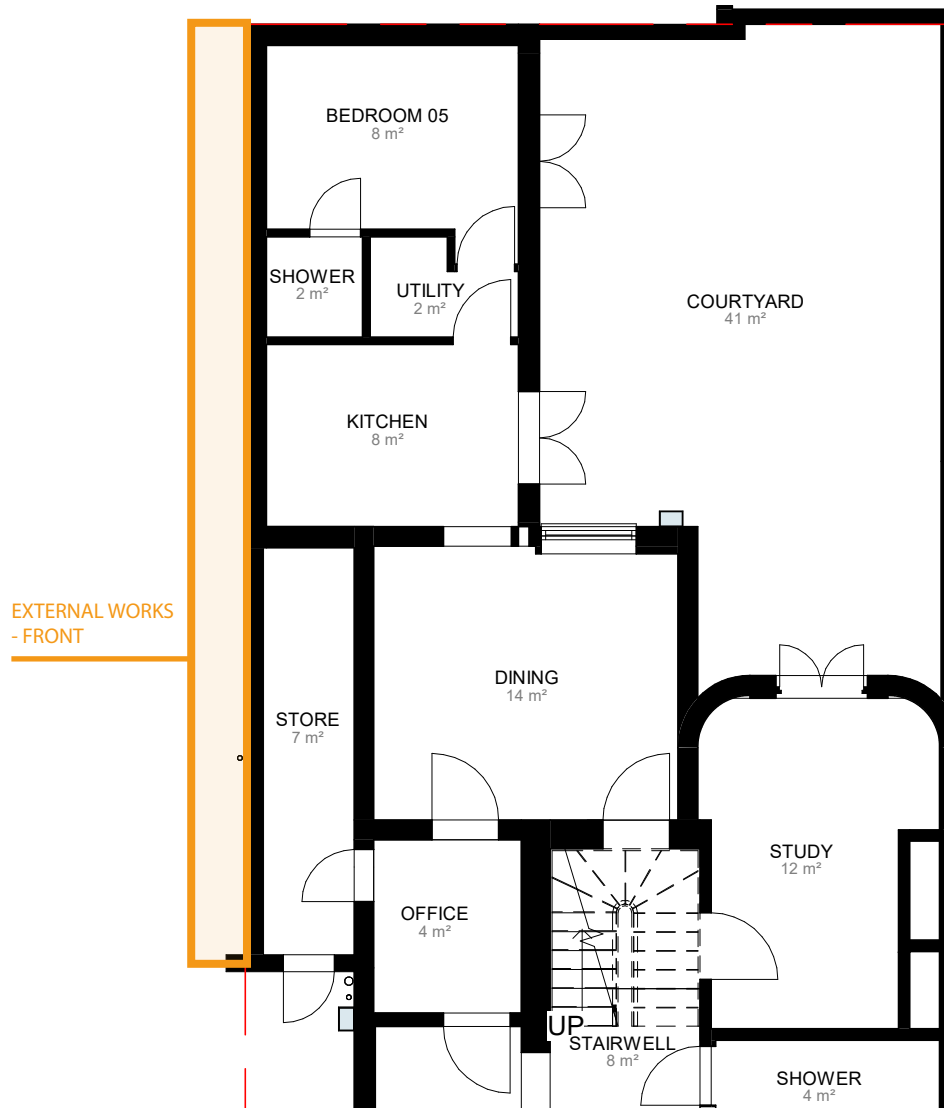 BEDROOM 05
8 m²
SHOWER
2 m²
UTILITY
2 m²
COURTYARD
41 m²
KITCHEN
8 m²
EXTERNAL WORKS
- FRONT
DINING
14 m²
STORE
7 m²
STUDY
12 m²
OFFICE
4 m²
UP
STAIRWELL
8 m²
SHOWER
4 m²